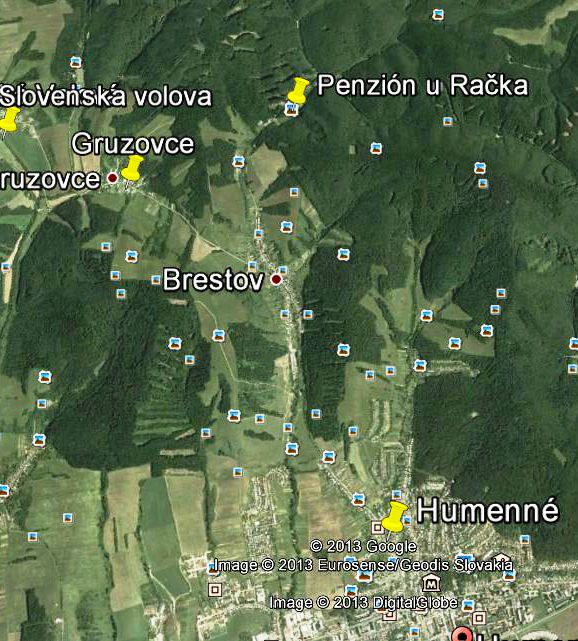 Penzión u Račka
Slovenská volova
Gruzovce
ruzovce
Brestov
Humenné
© 2013 Google
Image © 2013 Eurosense/Geodis Slovakia
Image © 2013 DigitalGlobe